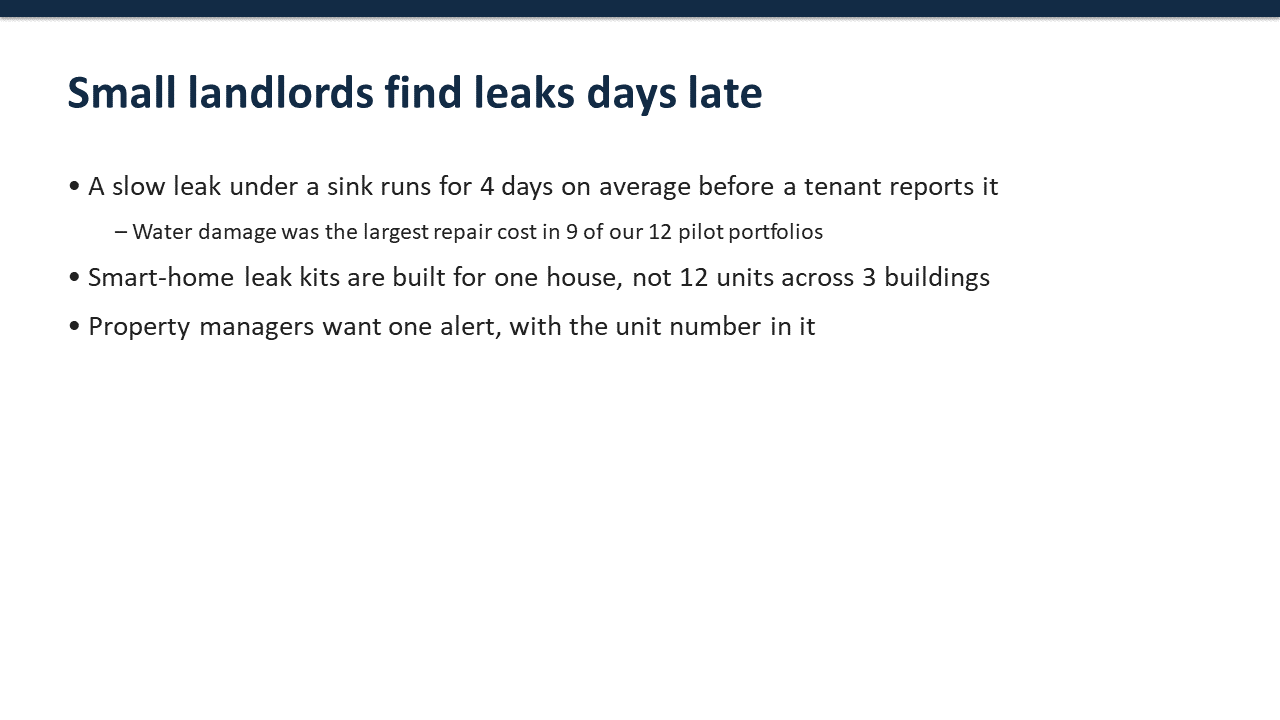 Small landlords find leaks days late
• A slow leak under a sink runs for 4 days on average before a tenant reports it
– Water damage was the largest repair cost in 9 of our 12 pilot portfolios
• Smart-home leak kits are built for one house, not 12 units across 3 buildings
• Property managers want one alert, with the unit number in it